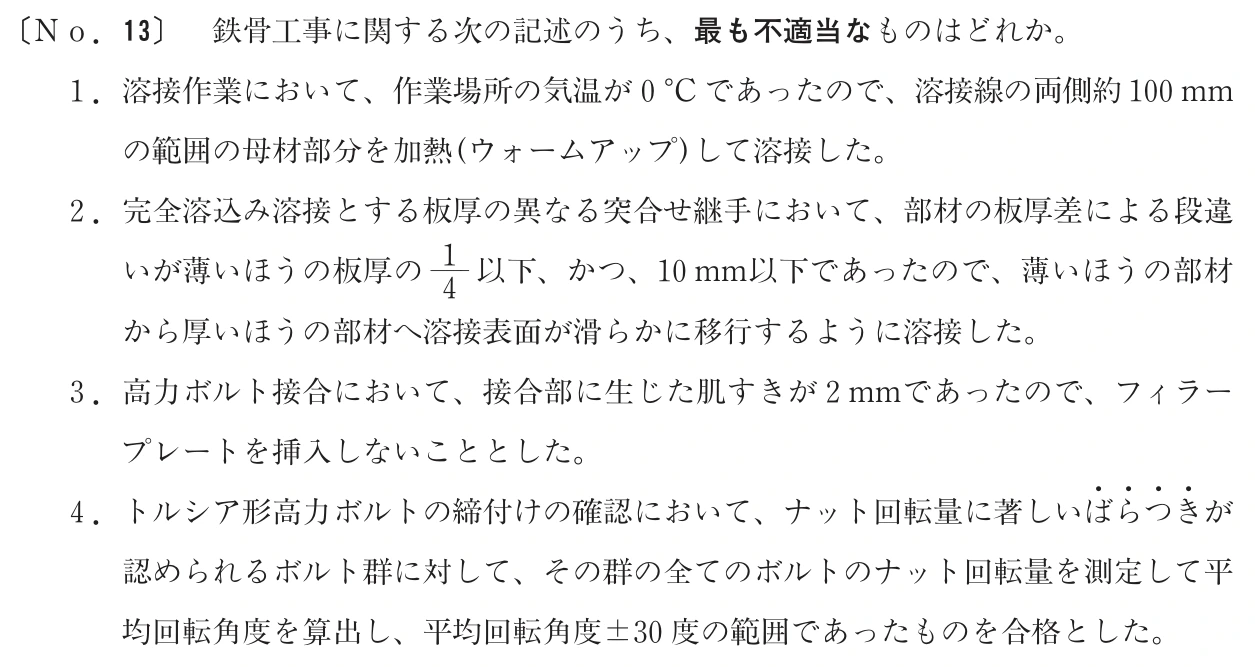 〔Ｎｏ．13〕　鉄骨工事に関する次の記述のうち、最も不適当なものはどれか。
1．溶接作業において、作業場所の気温が 0 ℃ であったので、溶接線の両側約 100 mm
の範囲の母材部分を加熱(ウォームアップ)して溶接した。
2．完全溶込み溶接とする板厚の異なる突合せ継手において、部材の板厚差による段違
いが薄いほうの板厚の 1/4 以下、かつ、10 mm以下であったので、薄いほうの部材
から厚いほうの部材へ溶接表面が滑らかに移行するように溶接した。
3．高力ボルト接合において、接合部に生じた肌すきが 2 mmであったので、フィラー
プレートを挿入しないこととした。
4．トルシア形高力ボルトの締付けの確認において、ナット回転量に著しいばらつきが
認められるボルト群に対して、その群の全てのボルトのナット回転量を測定して平
均回転角度を算出し、平均回転角度±30 度の範囲であったものを合格とした。